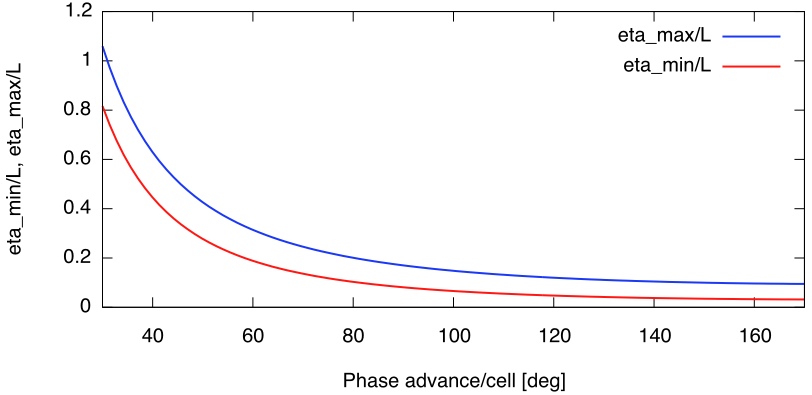 1.2
1
0.8
0.6
0.4
0.2
0
eta_min/L, eta_max/L
eta_max/L
eta_min/L
40 60 80 100 120 140 160
Phase advance/cell [deg]